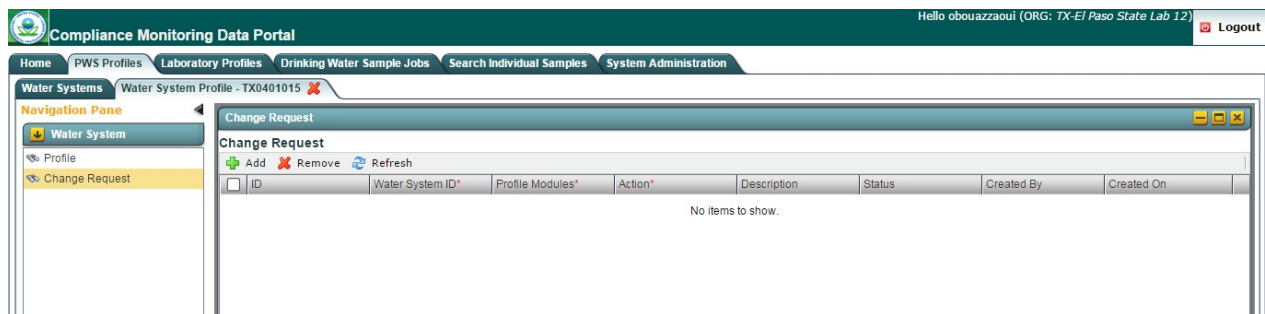 Hello obouazzaoui (ORG: TX-El Paso State Lab 12)
Logout
Compliance Monitoring Data Portal
Home PWS Profiles Laboratory Profiles Drinking Water Sample Jobs Search Individual Samples System Administration
Water Systems Water System Profile - TX0401015
Navigation Pane
Water System
Profile
Change Request
Change Request
Change Request
Add Remove Refresh
ID Water System ID* Profile Modules* Action* Description Status Created By Created On
No items to show.